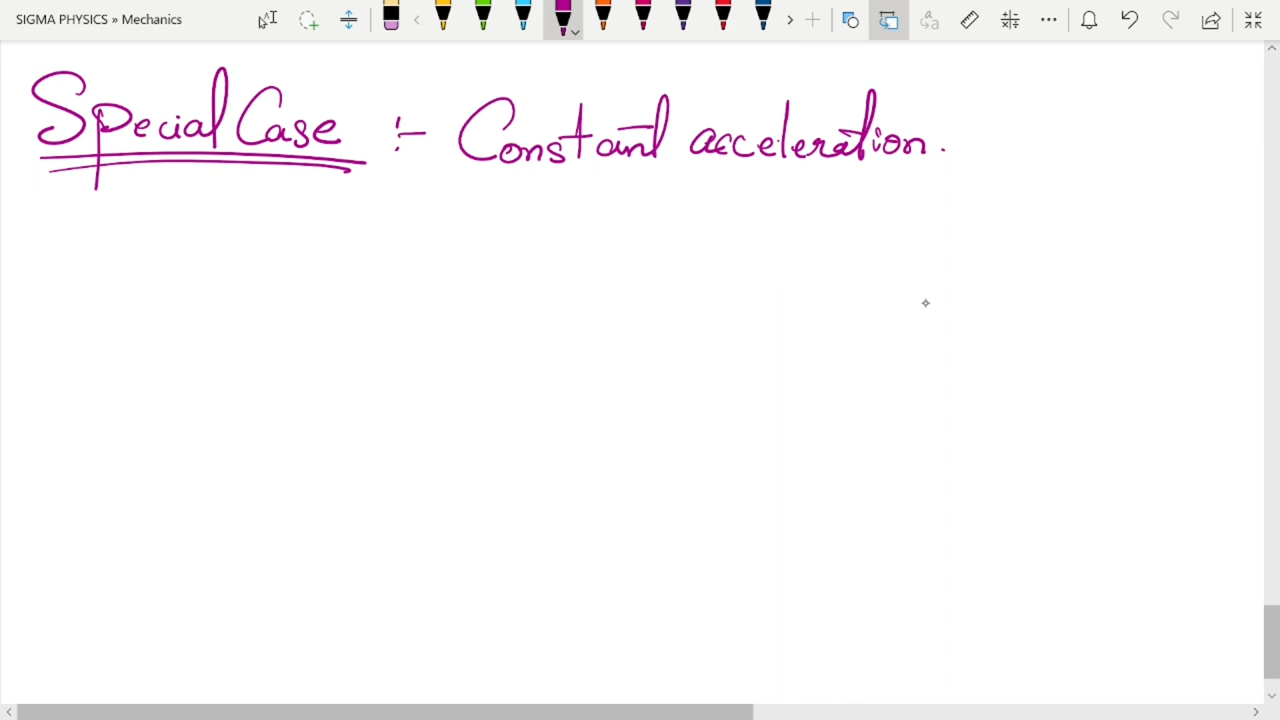 SIGMA PHYSICS » Mechanics
Special Case :- Constant acceleration.